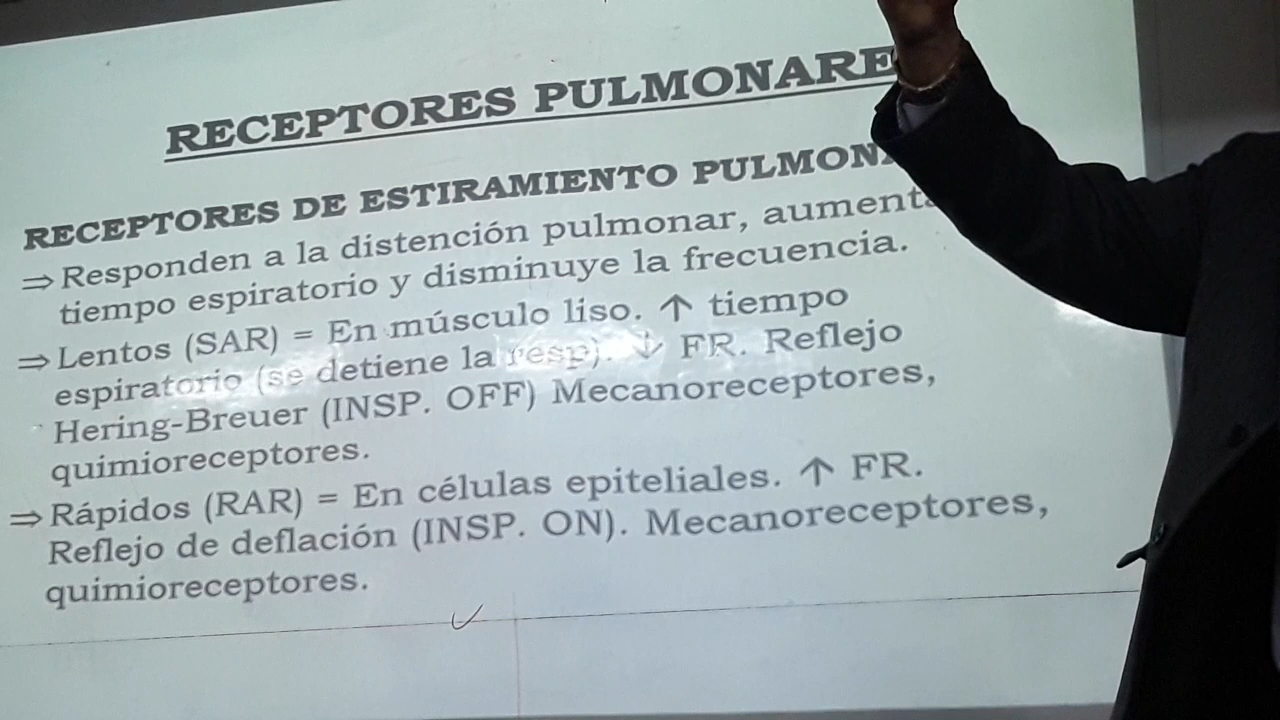 RECEPTORES PULMONARE
RECEPTORES DE ESTIRAMIENTO
⇒ Responden a la distención pulmonar,
tiempo espiratorio y disminuye la frecuencia.
⇒ Lentos (SAR) = En músculo liso. ↑ tiempo
espiratorio (se detiene la resp). ↓ FR. Reflejo
Hering-Breuer (INSP. OFF) Mecanoreceptores,
quimioreceptores.
⇒ Rápidos (RAR) = En células epiteliales. ↑ FR.
Reflejo de deflación (INSP. ON). Mecanoreceptores,
quimioreceptores.